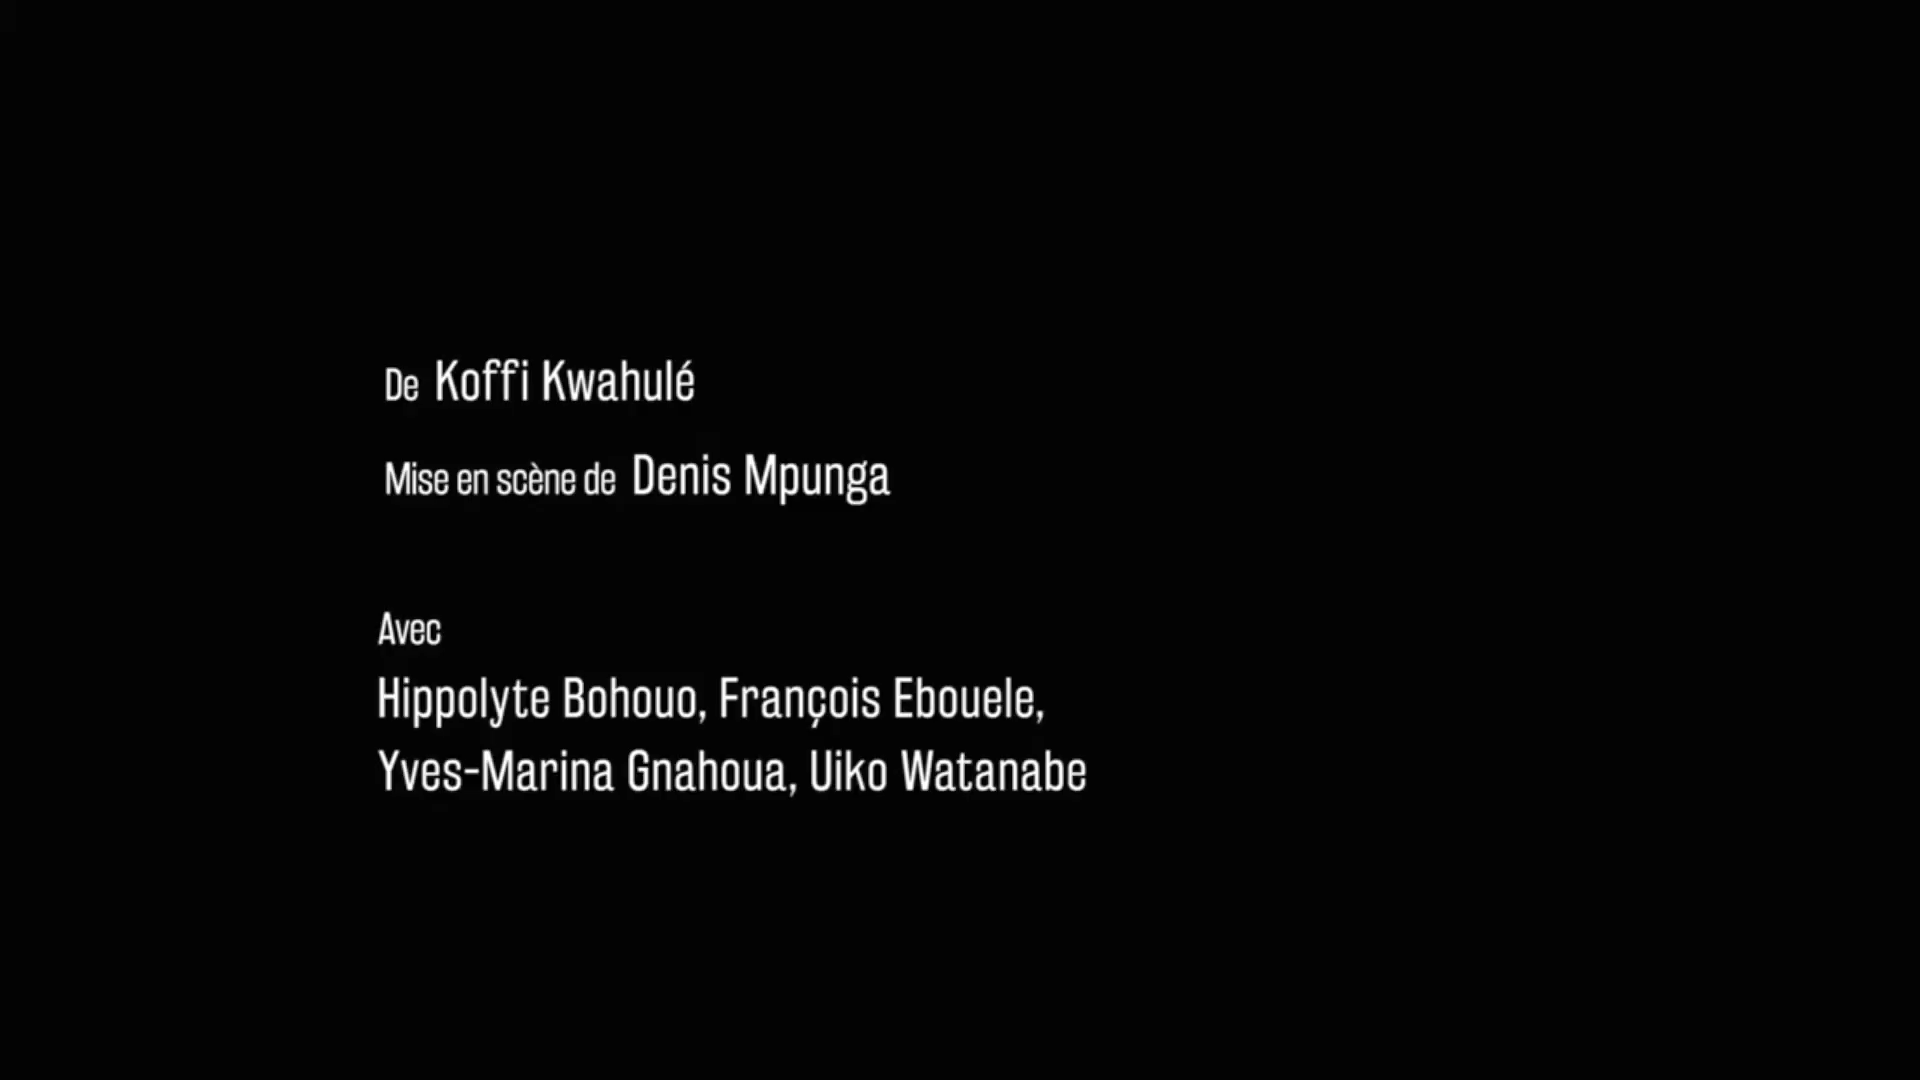 De Koffi Kwahulé
Mise en scène de Denis Mpunga
Avec
Hippolyte Bohouo, François Ebouele,
Yves-Marina Gnahoua, Uiko Watanabe